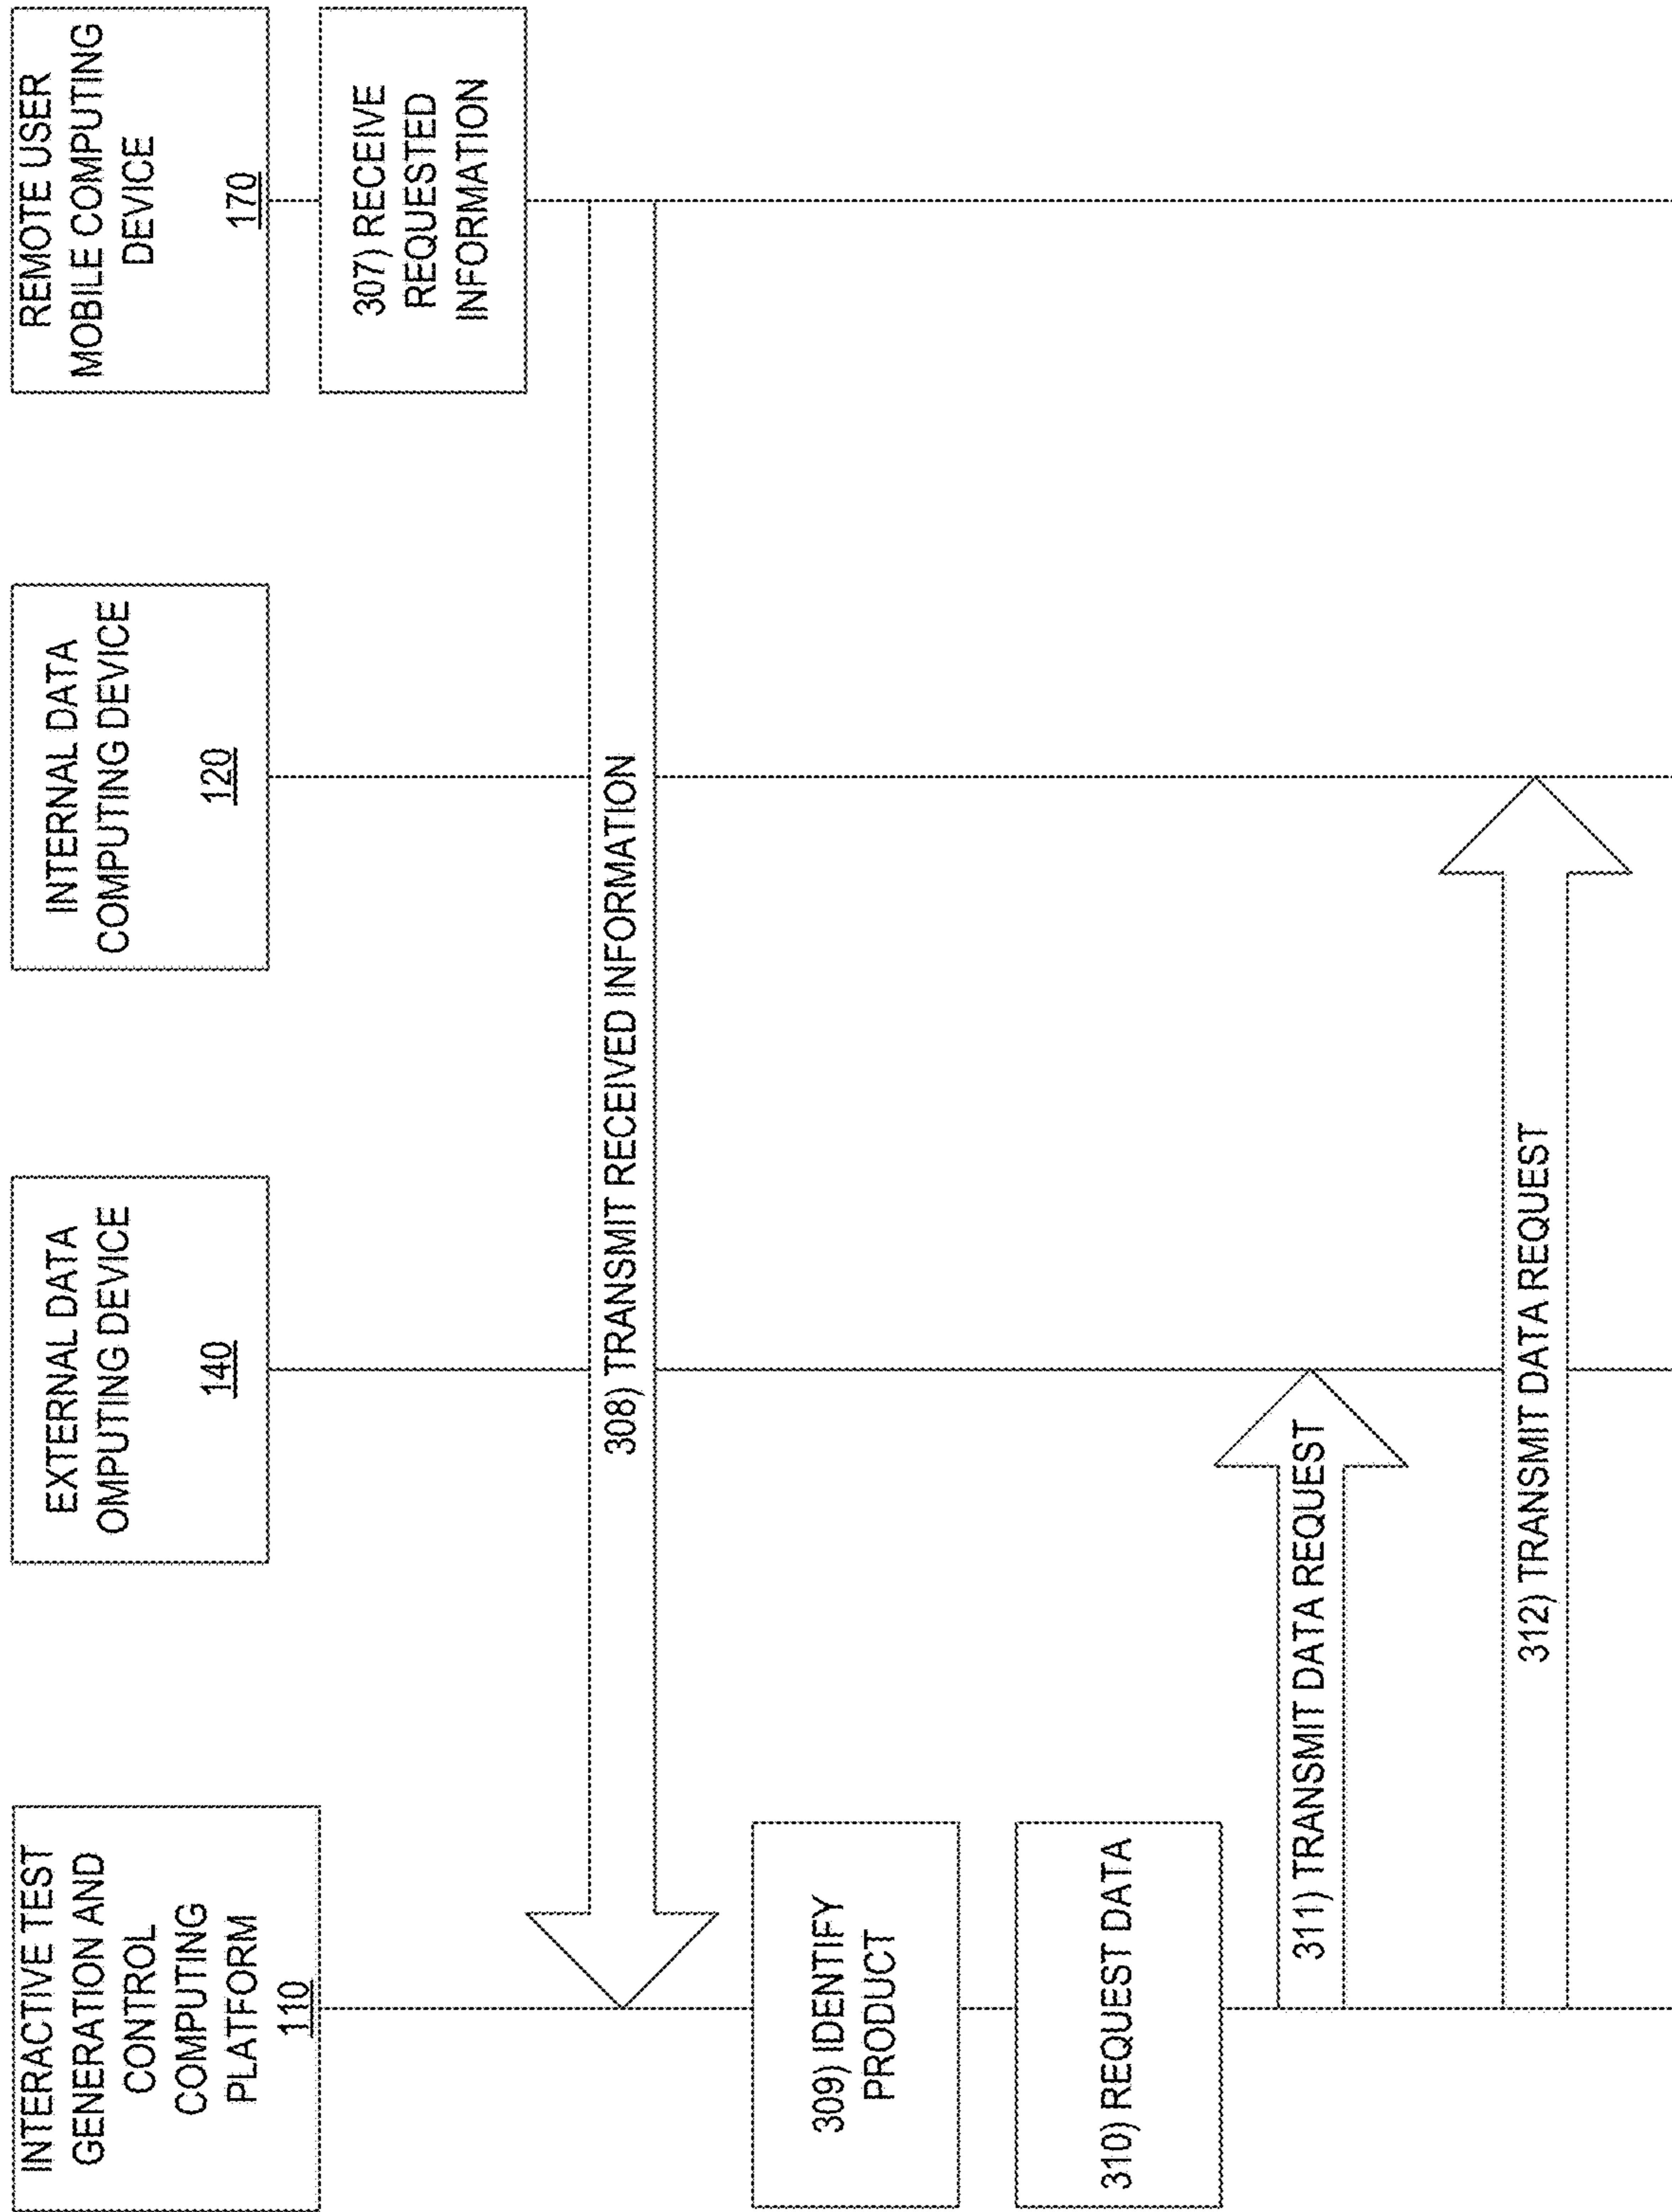 INTERACTIVE TEST
GENERATION AND
CONTROL
COMPUTING
PLATFORM
110
EXTERNAL DATA
OMPUTING DEVICE
140
INTERNAL DATA
COMPUTING DEVICE
120
REMOTE USER
MOBILE COMPUTING
DEVICE
170
307) RECEIVE
REQUESTED
INFORMATION
308) TRANSMIT RECEIVED INFORMATION
309) IDENTIFY
PRODUCT
310) REQUEST DATA
311) TRANSMIT DATA REQUEST
312) TRANSMIT DATA REQUEST